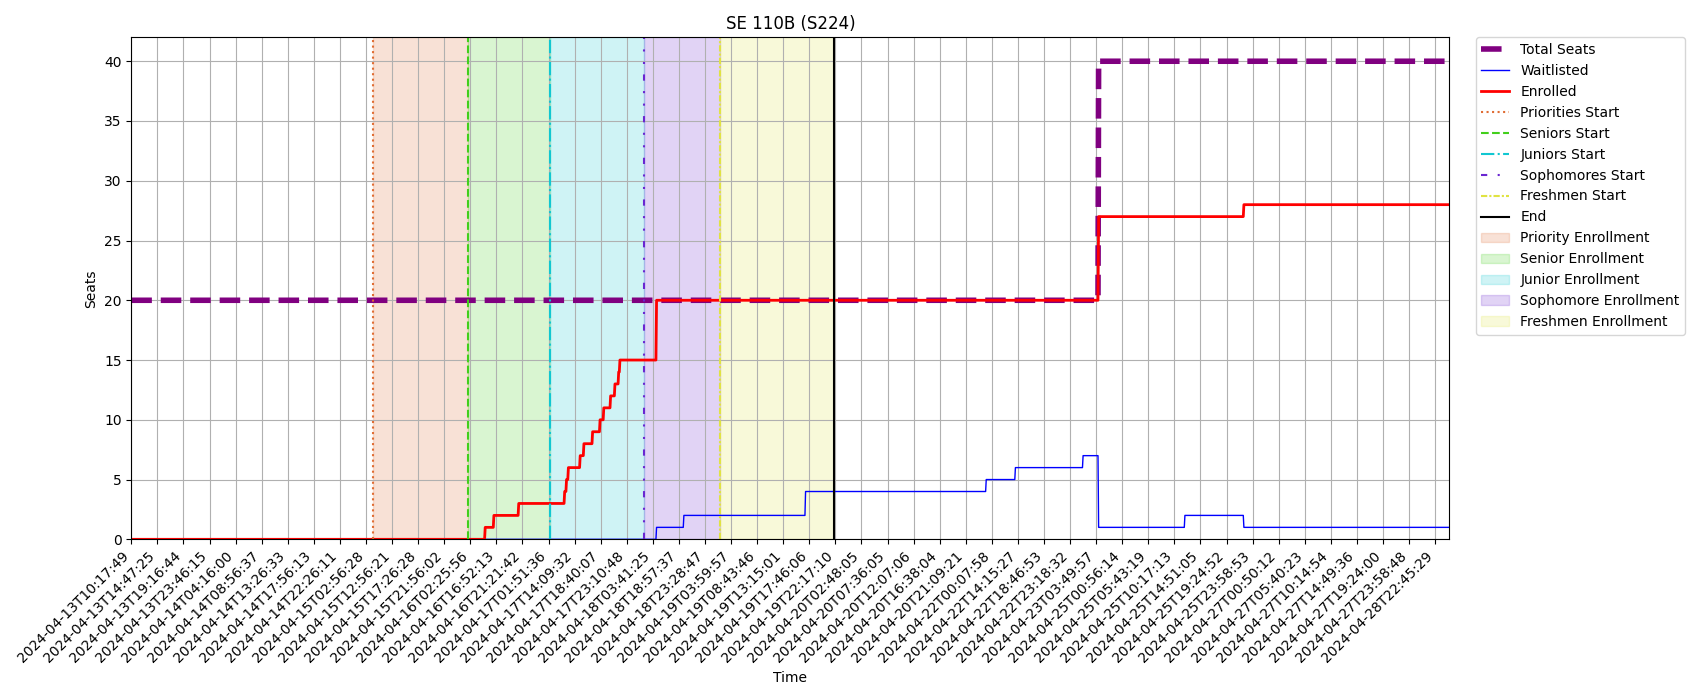 SE 110B (S224)
Seats
40
35
30
25
20
15
10
5
0
2024-04-13T10:17:49
2024-04-13T14:47:25
2024-04-13T19:16:44
2024-04-13T23:46:15
2024-04-14T04:16:00
2024-04-14T08:56:37
2024-04-14T13:26:33
2024-04-14T17:56:13
2024-04-14T22:26:11
2024-04-15T02:56:28
2024-04-15T12:56:21
2024-04-15T17:26:28
2024-04-15T21:56:02
2024-04-16T02:25:56
2024-04-16T16:52:13
2024-04-16T21:21:42
2024-04-17T01:51:36
2024-04-17T14:09:32
2024-04-17T18:40:07
2024-04-17T23:10:48
2024-04-18T03:41:25
2024-04-18T18:57:37
2024-04-18T23:28:47
2024-04-19T03:59:57
2024-04-19T08:43:46
2024-04-19T13:15:01
2024-04-19T17:46:06
2024-04-19T22:17:10
2024-04-20T02:48:05
2024-04-20T07:36:05
2024-04-20T12:07:06
2024-04-20T16:38:04
2024-04-20T21:09:21
2024-04-22T00:07:58
2024-04-22T14:15:27
2024-04-22T18:46:53
2024-04-22T23:18:32
2024-04-23T03:49:57
2024-04-25T00:56:14
2024-04-25T05:43:19
2024-04-25T10:17:13
2024-04-25T14:51:05
2024-04-25T19:24:52
2024-04-25T23:58:53
2024-04-27T00:50:12
2024-04-27T05:40:23
2024-04-27T10:14:54
2024-04-27T14:49:36
2024-04-27T19:24:00
2024-04-27T23:58:48
2024-04-28T22:45:29
Time
Total Seats
Waitlisted
Enrolled
Priorities Start
Seniors Start
Juniors Start
Sophomores Start
Freshmen Start
End
Priority Enrollment
Senior Enrollment
Junior Enrollment
Sophomore Enrollment
Freshmen Enrollment